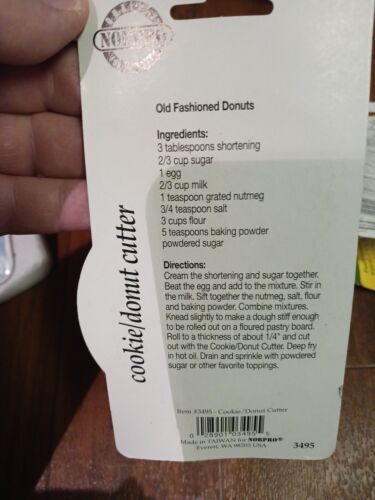 NORPRO
cookie/donut cutter
Old Fashioned Donuts
Ingredients:
3 tablespoons shortening
2/3 cup sugar
1 egg
2/3 cup milk
1 teaspoon grated nutmeg
3/4 teaspoon salt
3 cups flour
5 teaspoons baking powder
powdered sugar
Directions:
Cream the shortening and sugar together.
Beat the egg and add to the mixture. Stir in
the milk. Sift together the nutmeg, salt, flour
and baking powder. Combine mixtures.
Knead slightly to make a dough stiff enough
to be rolled out on a floured pastry board.
Roll to a thickness of about 1/4" and cut
out with the Cookie/Donut Cutter. Deep fry
in hot oil. Drain and sprinkle with powdered
sugar or other favorite toppings.
Item #3495 - Cookie/Donut Cutter
0 28901 03495 5
Made in TAIWAN for NORPRO®
Everett, WA 98203 USA
3495